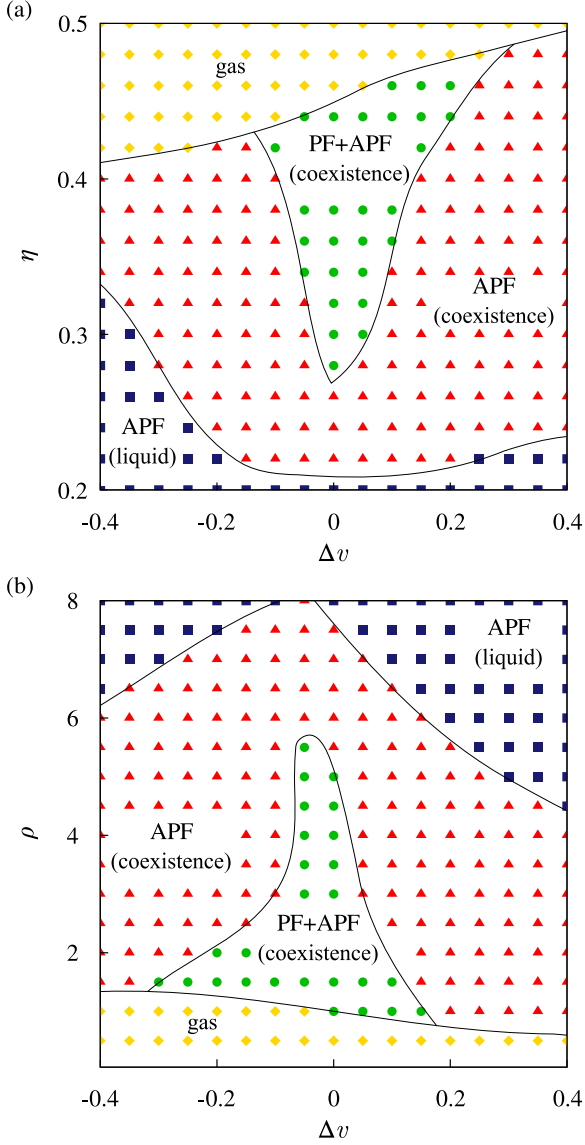 (a)
0.5
gas
PF+APF
(coexistence)
0.4
η
APF
(coexistence)
0.3
APF
(liquid)
0.2
-0.4 -0.2 0 0.2 0.4
Δv
(b)
8
APF
(liquid)
6
ρ
4
APF
(coexistence)
PF+APF
(coexistence)
2
gas
-0.4 -0.2 0 0.2 0.4
Δv